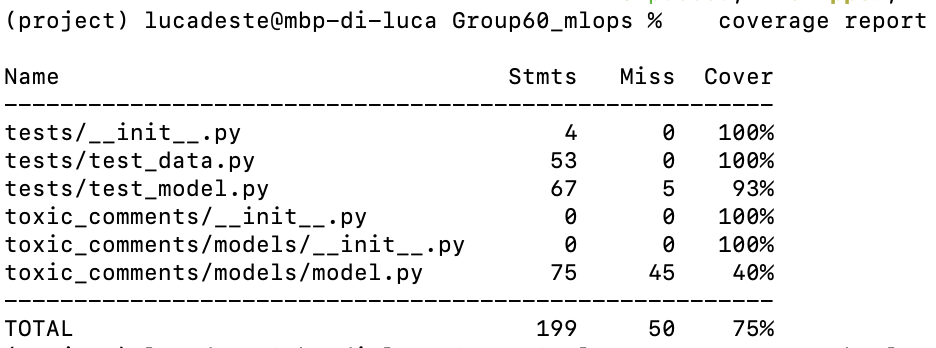 (project) lucadeste@mbp-di-luca Group60_mlops % coverage report
Name Stmts Miss Cover
-------------------------------------------------------
tests/__init__.py 4 0 100%
tests/test_data.py 53 0 100%
tests/test_model.py 67 5 93%
toxic_comments/__init__.py 0 0 100%
toxic_comments/models/__init__.py 0 0 100%
toxic_comments/models/model.py 75 45 40%
-------------------------------------------------------
TOTAL 199 50 75%